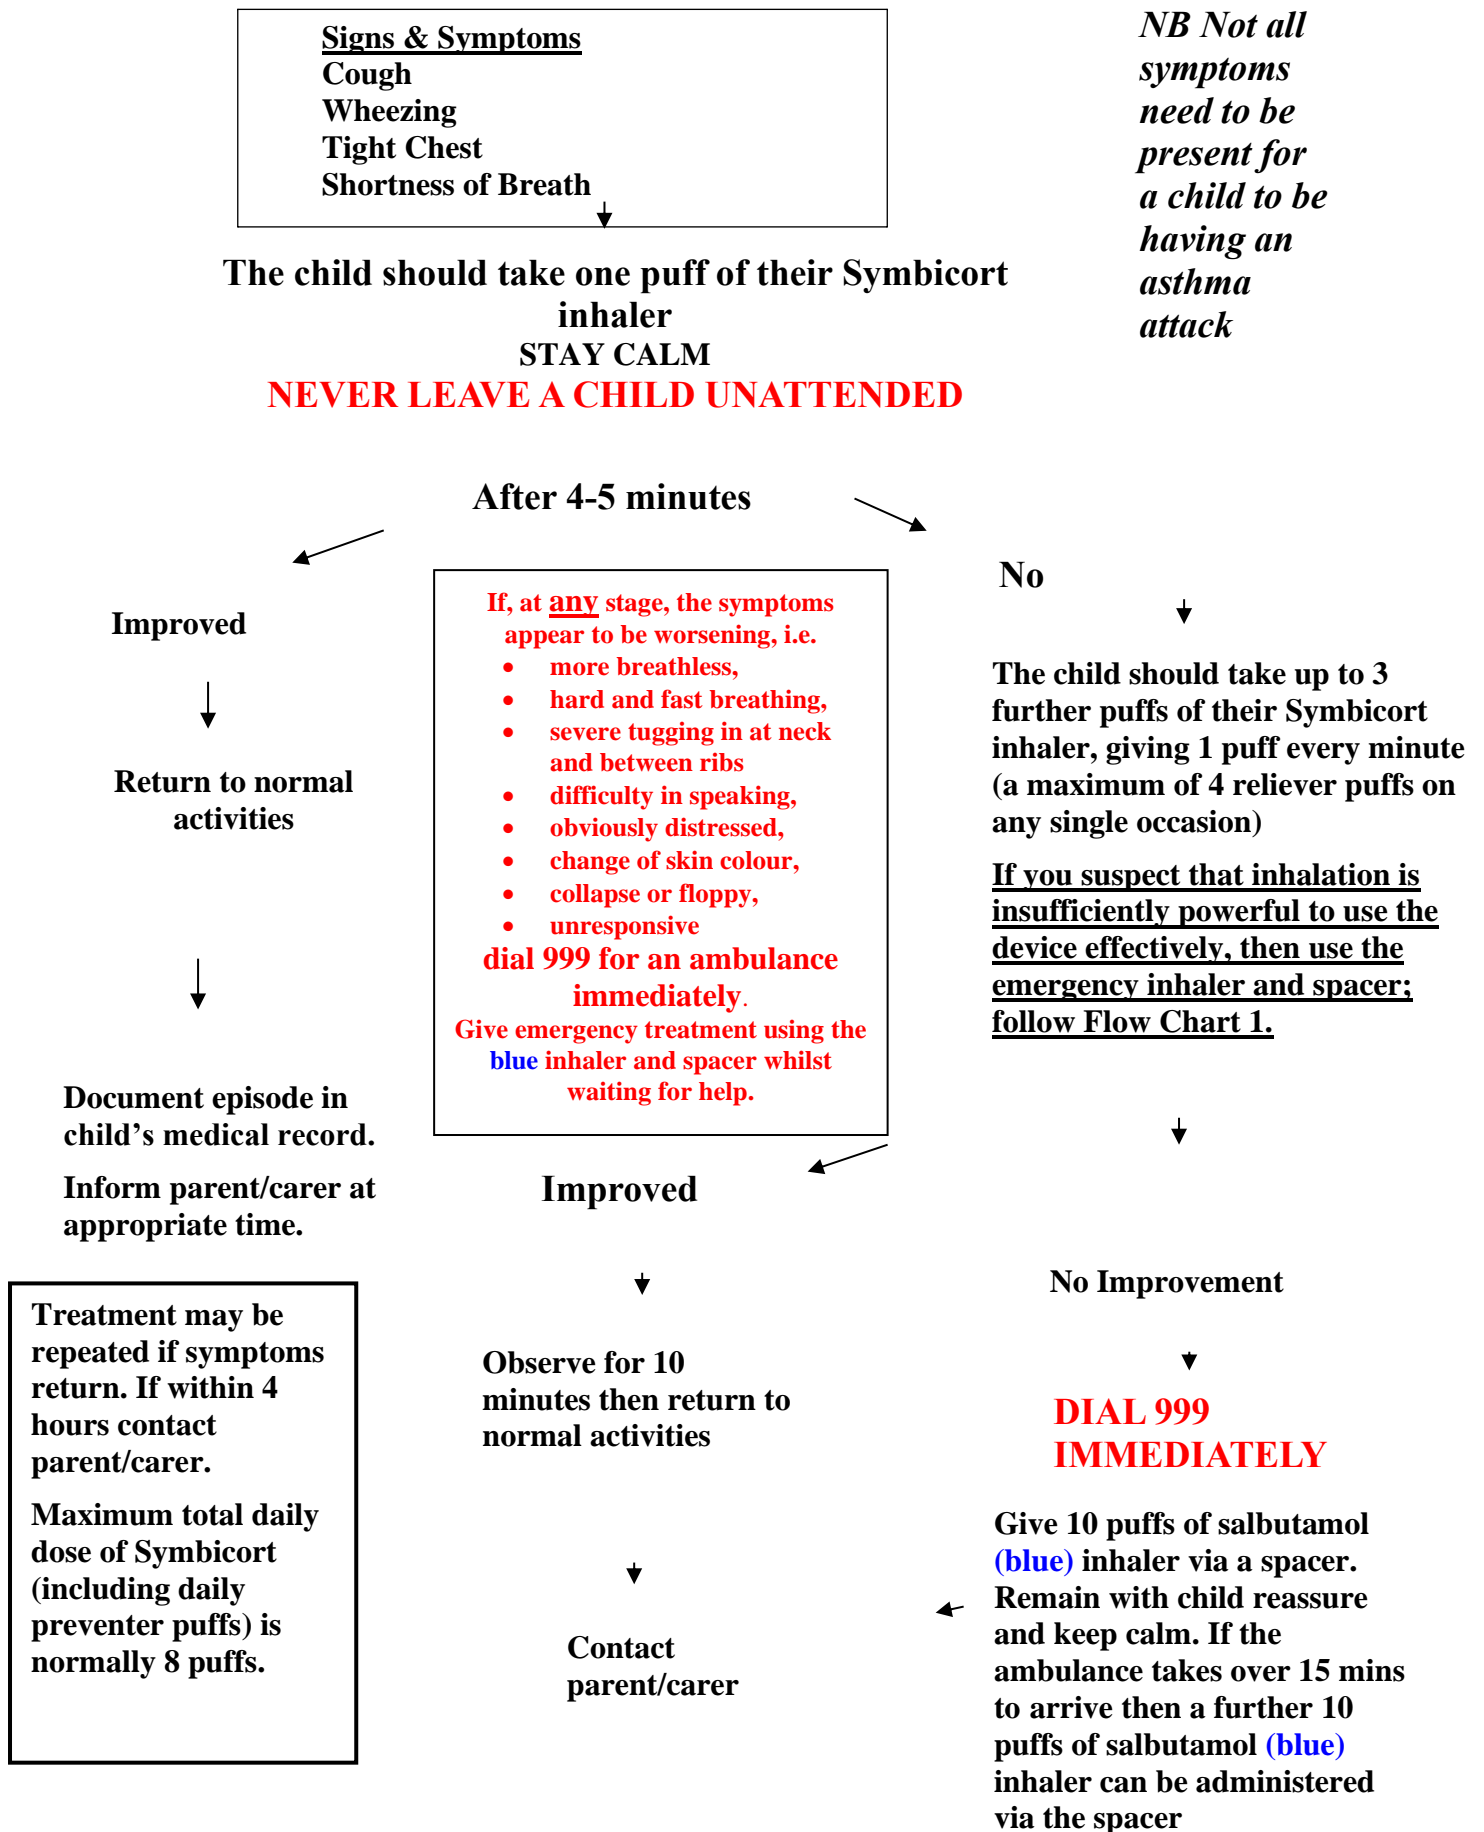 Signs & Symptoms
Cough
Wheezing
Tight Chest
Shortness of Breath
NB Not all
symptoms
need to be
present for
a child to be
having an
asthma
attack
The child should take one puff of their Symbicort
inhaler
STAY CALM
NEVER LEAVE A CHILD UNATTENDED
After 4-5 minutes
Improved
Return to normal
activities
Document episode in
child’s medical record.
Inform parent/carer at
appropriate time.
Treatment may be
repeated if symptoms
return. If within 4
hours contact
parent/carer.
Maximum total daily
dose of Symbicort
(including daily
preventer puffs) is
normally 8 puffs.
If, at any stage, the symptoms
appear to be worsening, i.e.
• more breathless,
• hard and fast breathing,
• severe tugging in at neck
and between ribs
• difficulty in speaking,
• obviously distressed,
• change of skin colour,
• collapse or floppy,
• unresponsive
dial 999 for an ambulance
immediately.
Give emergency treatment using the
blue inhaler and spacer whilst
waiting for help.
Improved
Observe for 10
minutes then return to
normal activities
Contact
parent/carer
No
The child should take up to 3
further puffs of their Symbicort
inhaler, giving 1 puff every minute
(a maximum of 4 reliever puffs on
any single occasion)
If you suspect that inhalation is
insufficiently powerful to use the
device effectively, then use the
emergency inhaler and spacer;
follow Flow Chart 1.
No Improvement
DIAL 999
IMMEDIATELY
Give 10 puffs of salbutamol
(blue) inhaler via a spacer.
Remain with child reassure
and keep calm. If the
ambulance takes over 15 mins
to arrive then a further 10
puffs of salbutamol (blue)
inhaler can be administered
via the spacer